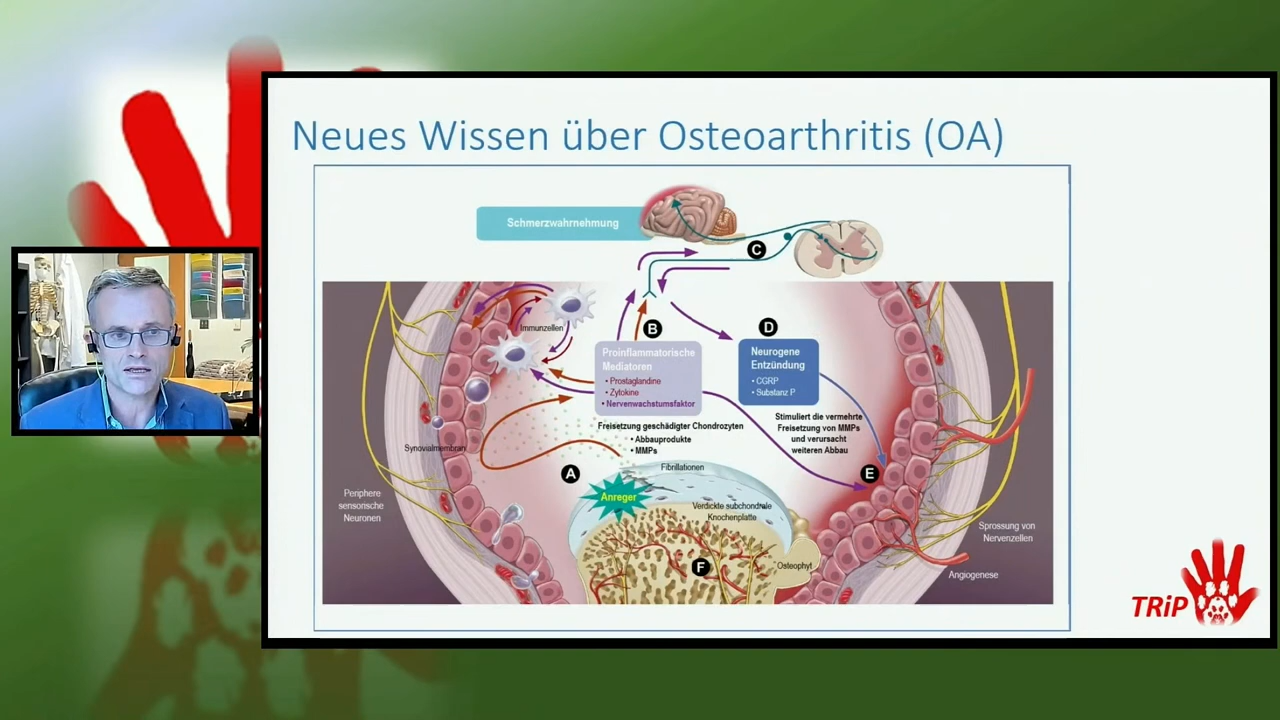 Neues Wissen über Osteoarthritis (OA)
Schmerzwahrnehmung
C
Immunzellen
B
D
Proinflammatorische
Mediatoren
• Prostaglandine
• Zytokine
• Nervenwachstumsfaktor
Neurogene
Entzündung
• CGRP
• Substanz P
Freisetzung geschädigter Chondrozyten
• Abbauprodukte
• MMPs
Stimuliert die vermehrte
Freisetzung von MMPs
und verursacht
weiteren Abbau
Synovialmembran
A
Fibrillationen
E
Anreger
Verdickte subchondrale
Knochenplatte
Periphere
sensorische
Neuronen
Sprossung von
Nervenzellen
F
Osteophyt
Angiogenese
TRiP